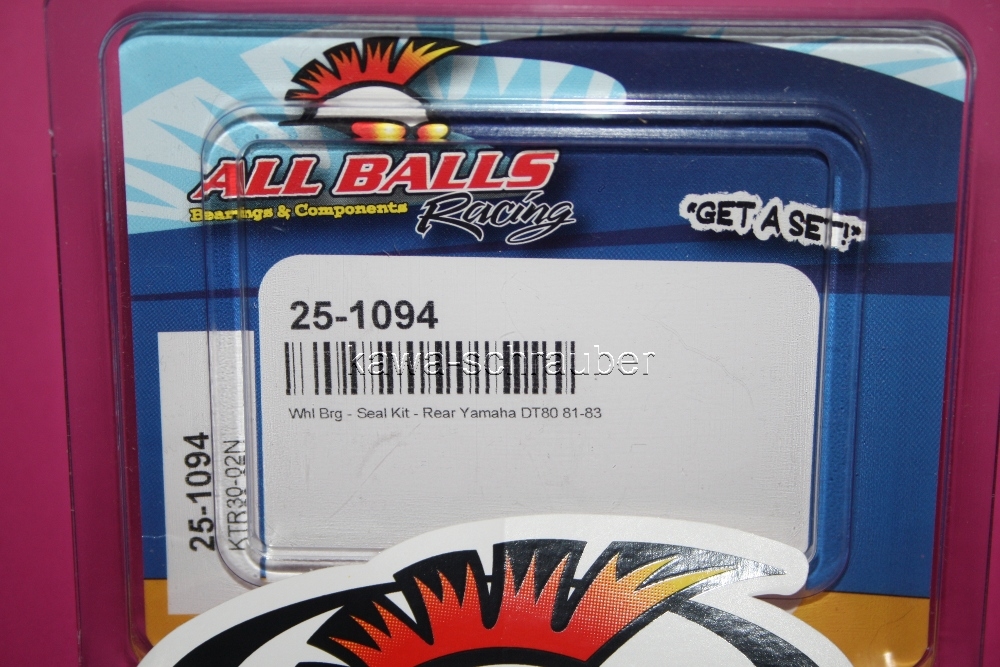 ALL BALLS
Bearings & Components
Racing
"GET A SET!"
25-1094
kawa-schrauber
Whl Brg - Seal Kit - Rear Yamaha DT80 81-83
25-1094
KTR30-02N